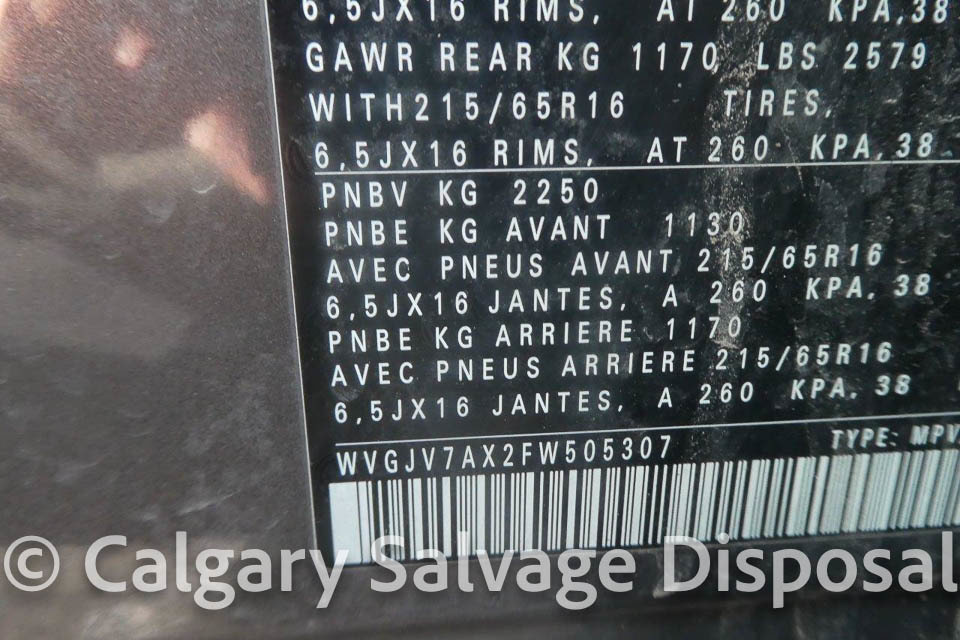 6,5JX16 RIMS, AT 260 KPA,38
GAWR REAR KG 1170 LBS 2579
WITH215/65R16 TIRES,
6,5JX16 RIMS, AT 260 KPA,38
PNBV KG 2250
PNBE KG AVANT 1130
AVEC PNEUS AVANT 215/65R16
6,5JX16 JANTES, A 260 KPA,38
PNBE KG ARRIERE 1170
AVEC PNEUS ARRIERE 215/65R16
6,5JX16 JANTES, A 260 KPA,38
WVGJV7AX2FW505307 TYPE: MPV
© Calgary Salvage Disposal